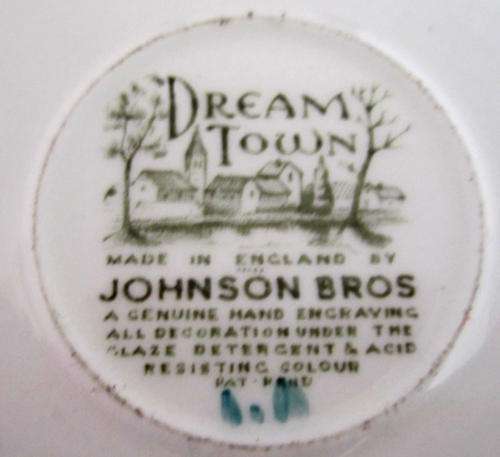 DREAM
TOWN
MADE IN ENGLAND BY
JOHNSON BROS
A GENUINE HAND ENGRAVING
ALL DECORATION UNDER THE
GLAZE DETERGENT & ACID
RESISTING COLOUR
PAT · PEND